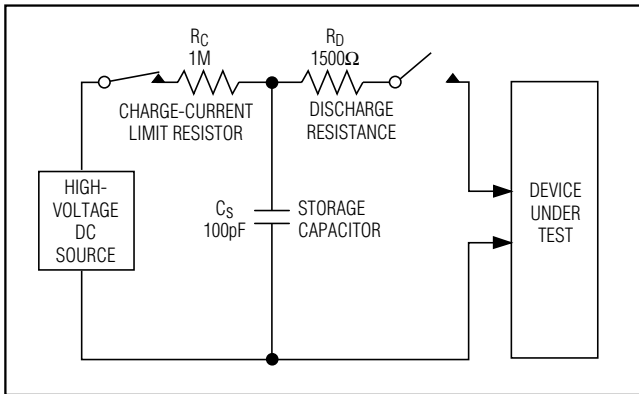 RC
1M
RD
1500Ω
CHARGE-CURRENT
LIMIT RESISTOR
DISCHARGE
RESISTANCE
HIGH-
VOLTAGE
DC
SOURCE
CS
100pF
STORAGE
CAPACITOR
DEVICE
UNDER
TEST